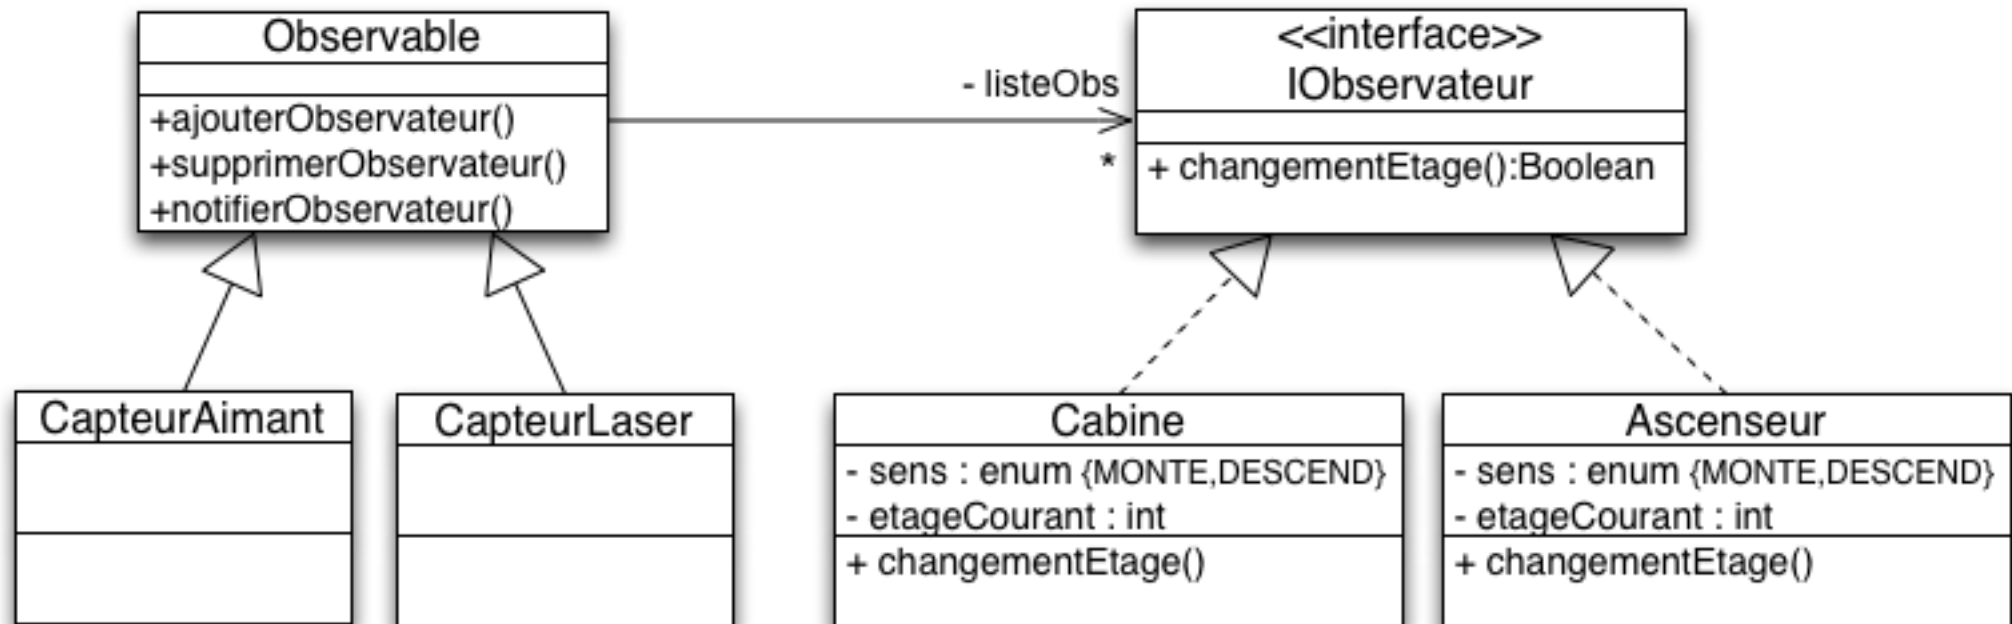 Observable
+ajouterObservateur()
+supprimerObservateur()
+notifierObservateur()
- listeObs
*
<<interface>>
IObservateur
+ changementEtage():Boolean
CapteurAimant
CapteurLaser
Cabine
- sens : enum {MONTE,DESCEND}
- etageCourant : int
+ changementEtage()
Ascenseur
- sens : enum {MONTE,DESCEND}
- etageCourant : int
+ changementEtage()